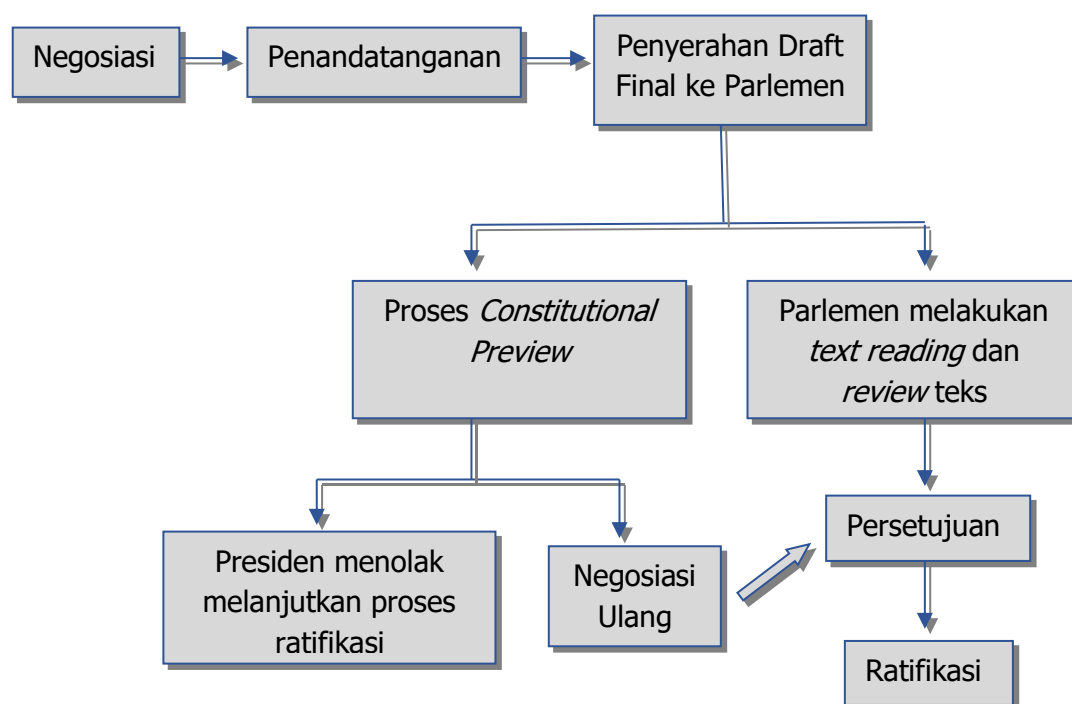 Negosiasi
Penandatanganan
Penyerahan Draft
Final ke Parlemen
Proses Constitutional
Preview
Parlemen melakukan
text reading dan
review teks
Presiden menolak
melanjutkan proses
ratifikasi
Negosiasi
Ulang
Persetujuan
Ratifikasi